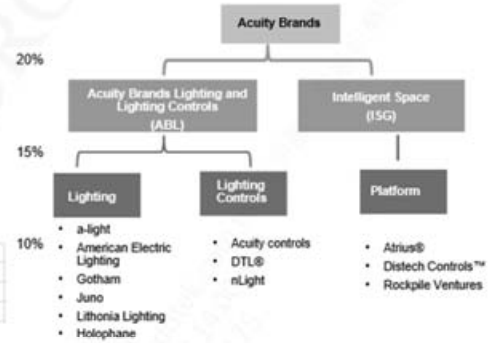 Acuity Brands
20%
Acuity Brands Lighting and
Lighting Controls
(ABL)
Intelligent Space
(ISG)
15%
Lighting
Lighting
Controls
Platform
10%
• a-light
• American Electric
Lighting
• Gotham
• Juno
• Lithonia Lighting
• Holophane
• Acuity controls
• DTL®
• nLight
• Atrius®
• Distech Controls™
• Rockpile Ventures